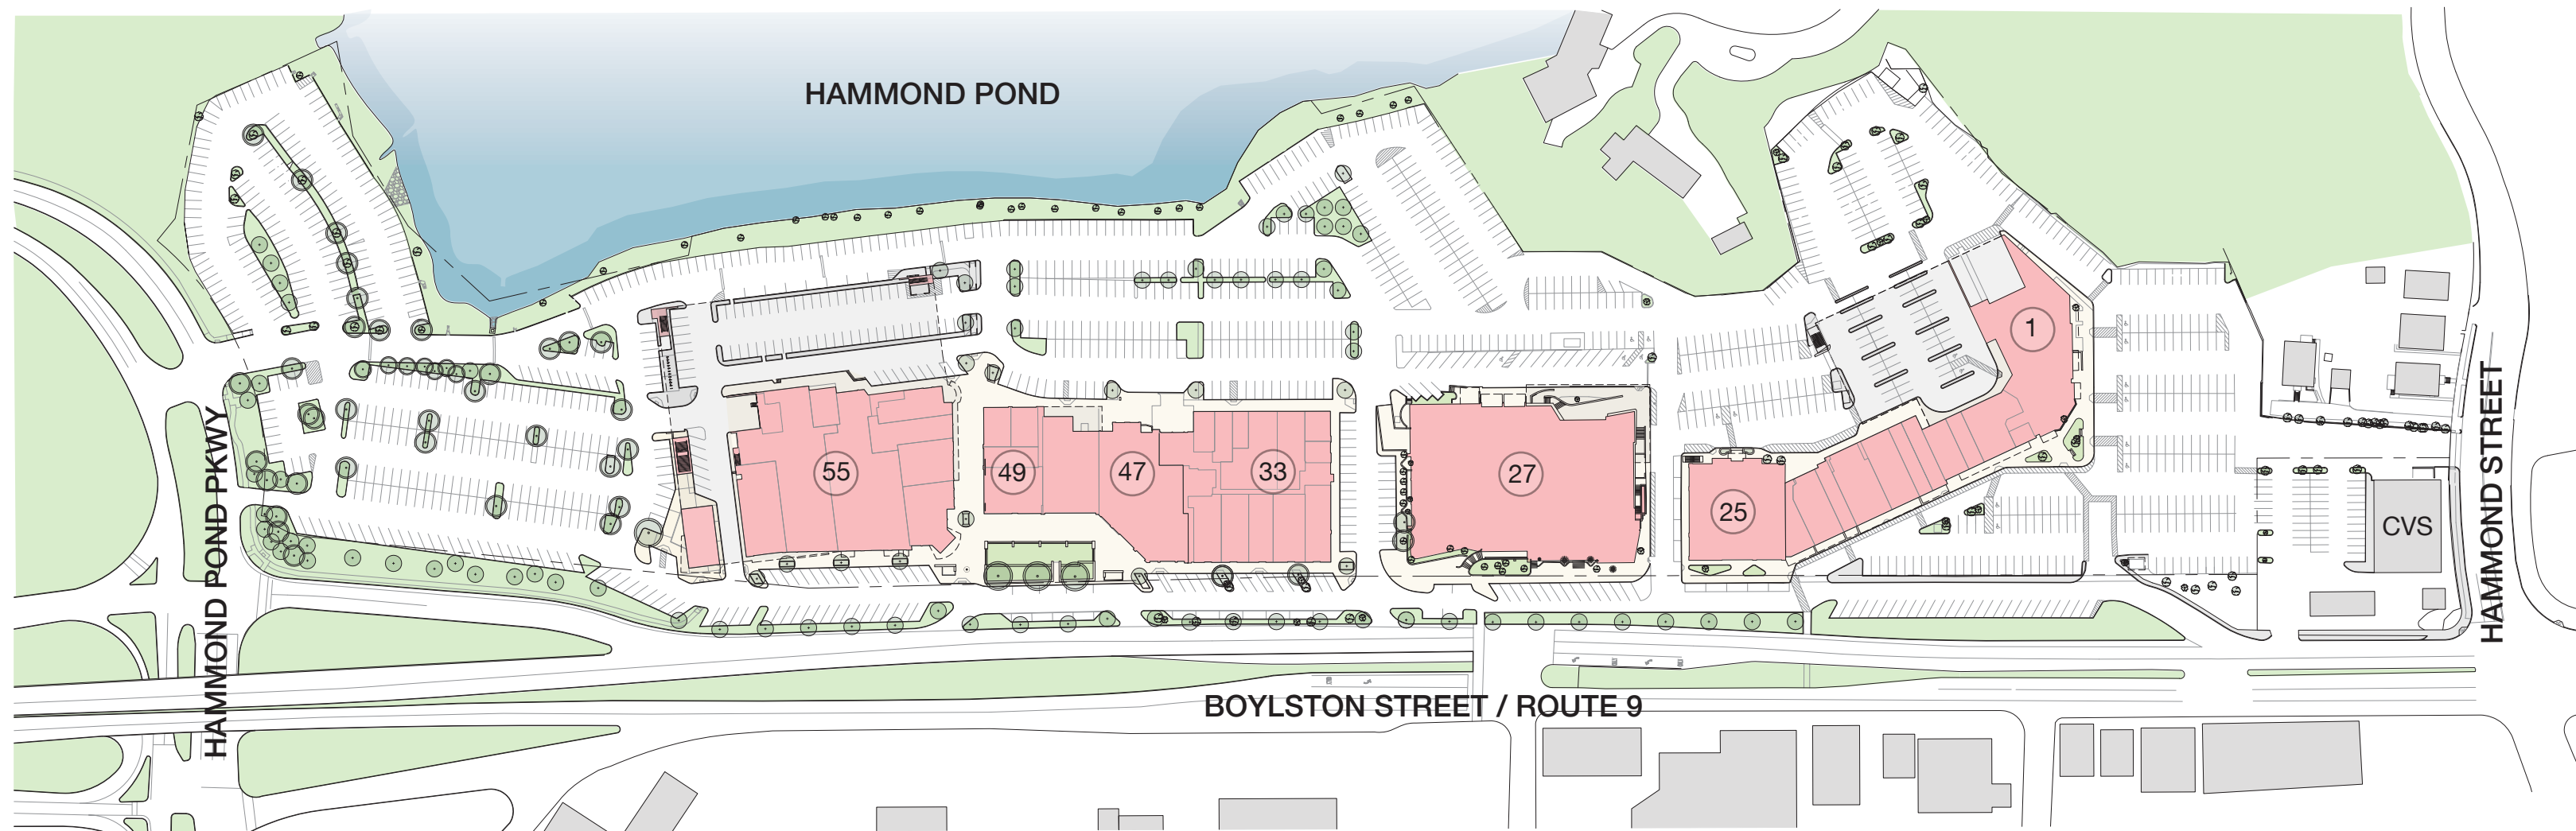 HAMMOND POND
HAMMOND POND PKWY
55
49
47
33
27
25
1
CVS
HAMMOND STREET
BOYLSTON STREET / ROUTE 9